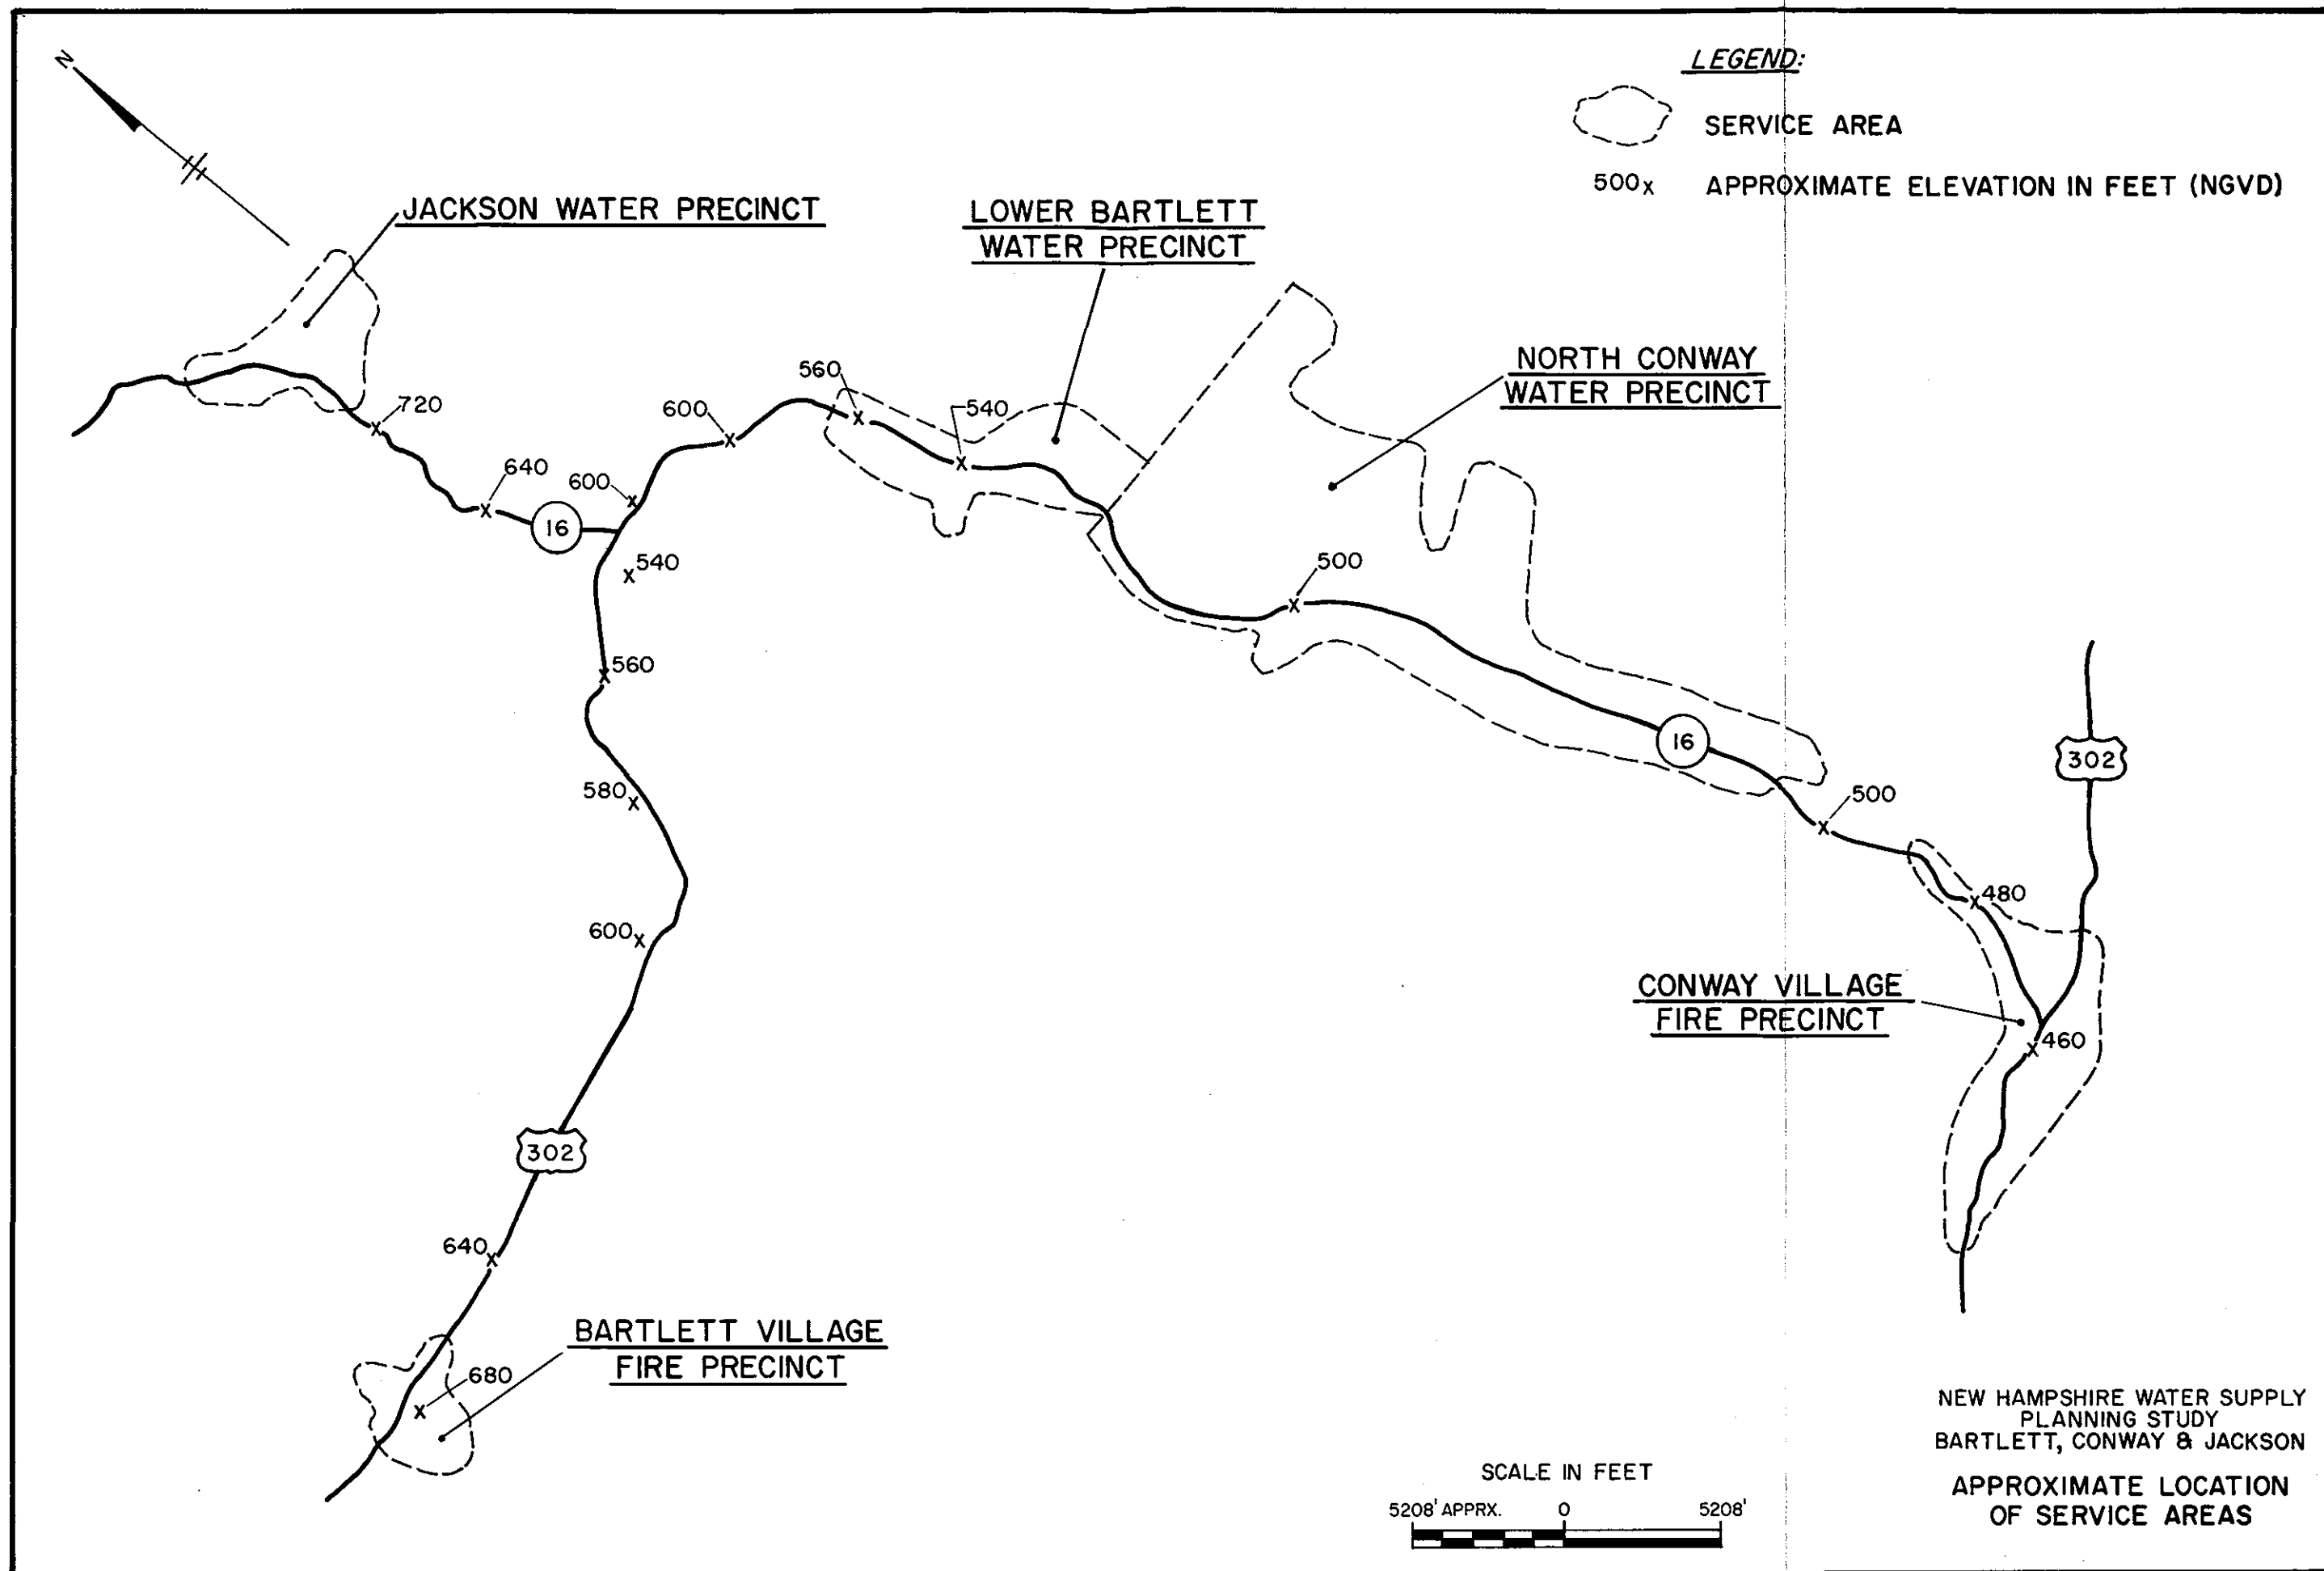 N
LEGEND:
SERVICE AREA
500x APPROXIMATE ELEVATION IN FEET (NGVD)
JACKSON WATER PRECINCT
LOWER BARTLETT
WATER PRECINCT
NORTH CONWAY
WATER PRECINCT
560
720
600
540
640
600
16
540
500
560
16
302
580
500
480
600
CONWAY VILLAGE
FIRE PRECINCT
460
302
640
BARTLETT VILLAGE
FIRE PRECINCT
680
NEW HAMPSHIRE WATER SUPPLY
PLANNING STUDY
BARTLETT, CONWAY & JACKSON
APPROXIMATE LOCATION
OF SERVICE AREAS
SCALE IN FEET
5208' APPRX. 0 5208'